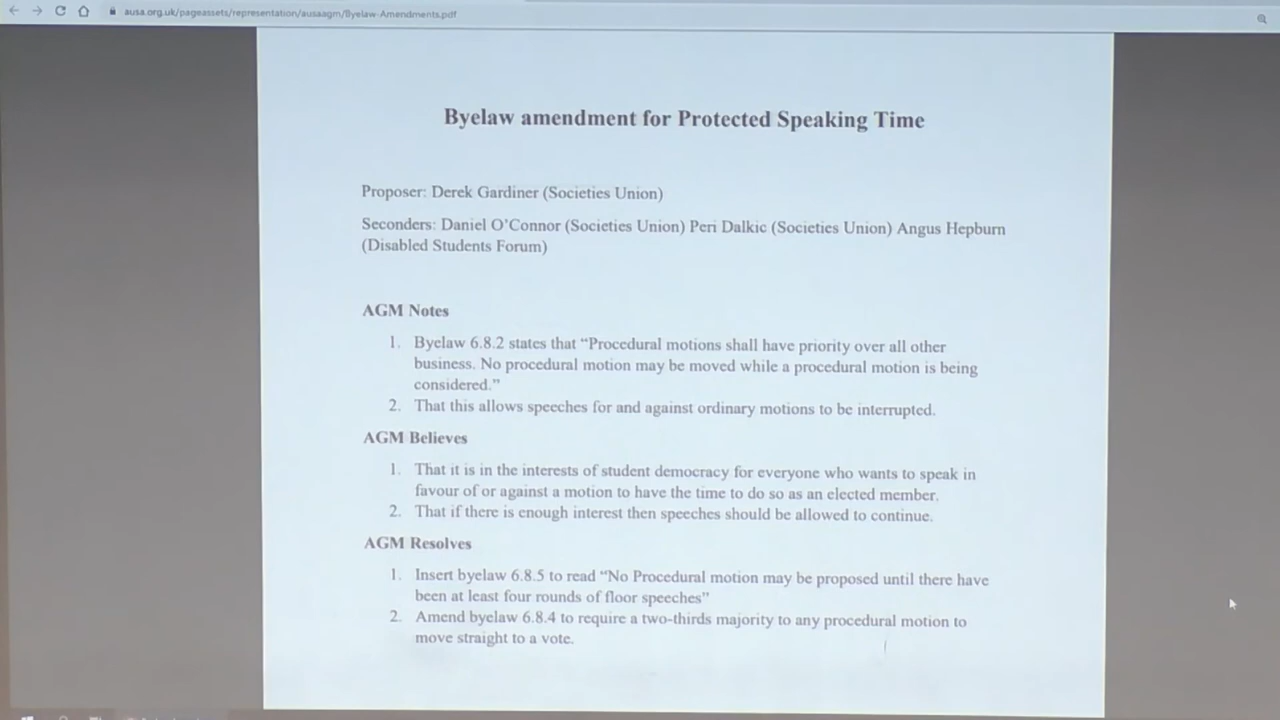 ausa.org.uk/pageassets/representation/ausaagm/Byelaw-Amendments.pdf
Byelaw amendment for Protected Speaking Time
Proposer: Derek Gardiner (Societies Union)
Seconders: Daniel O’Connor (Societies Union) Peri Dalkic (Societies Union) Angus Hepburn
(Disabled Students Forum)
AGM Notes
1. Byelaw 6.8.2 states that “Procedural motions shall have priority over all other
business. No procedural motion may be moved while a procedural motion is being
considered.”
2. That this allows speeches for and against ordinary motions to be interrupted.
AGM Believes
1. That it is in the interests of student democracy for everyone who wants to speak in
favour of or against a motion to have the time to do so as an elected member.
2. That if there is enough interest then speeches should be allowed to continue.
AGM Resolves
1. Insert byelaw 6.8.5 to read “No Procedural motion may be proposed until there have
been at least four rounds of floor speeches”
2. Amend byelaw 6.8.4 to require a two-thirds majority to any procedural motion to
move straight to a vote.